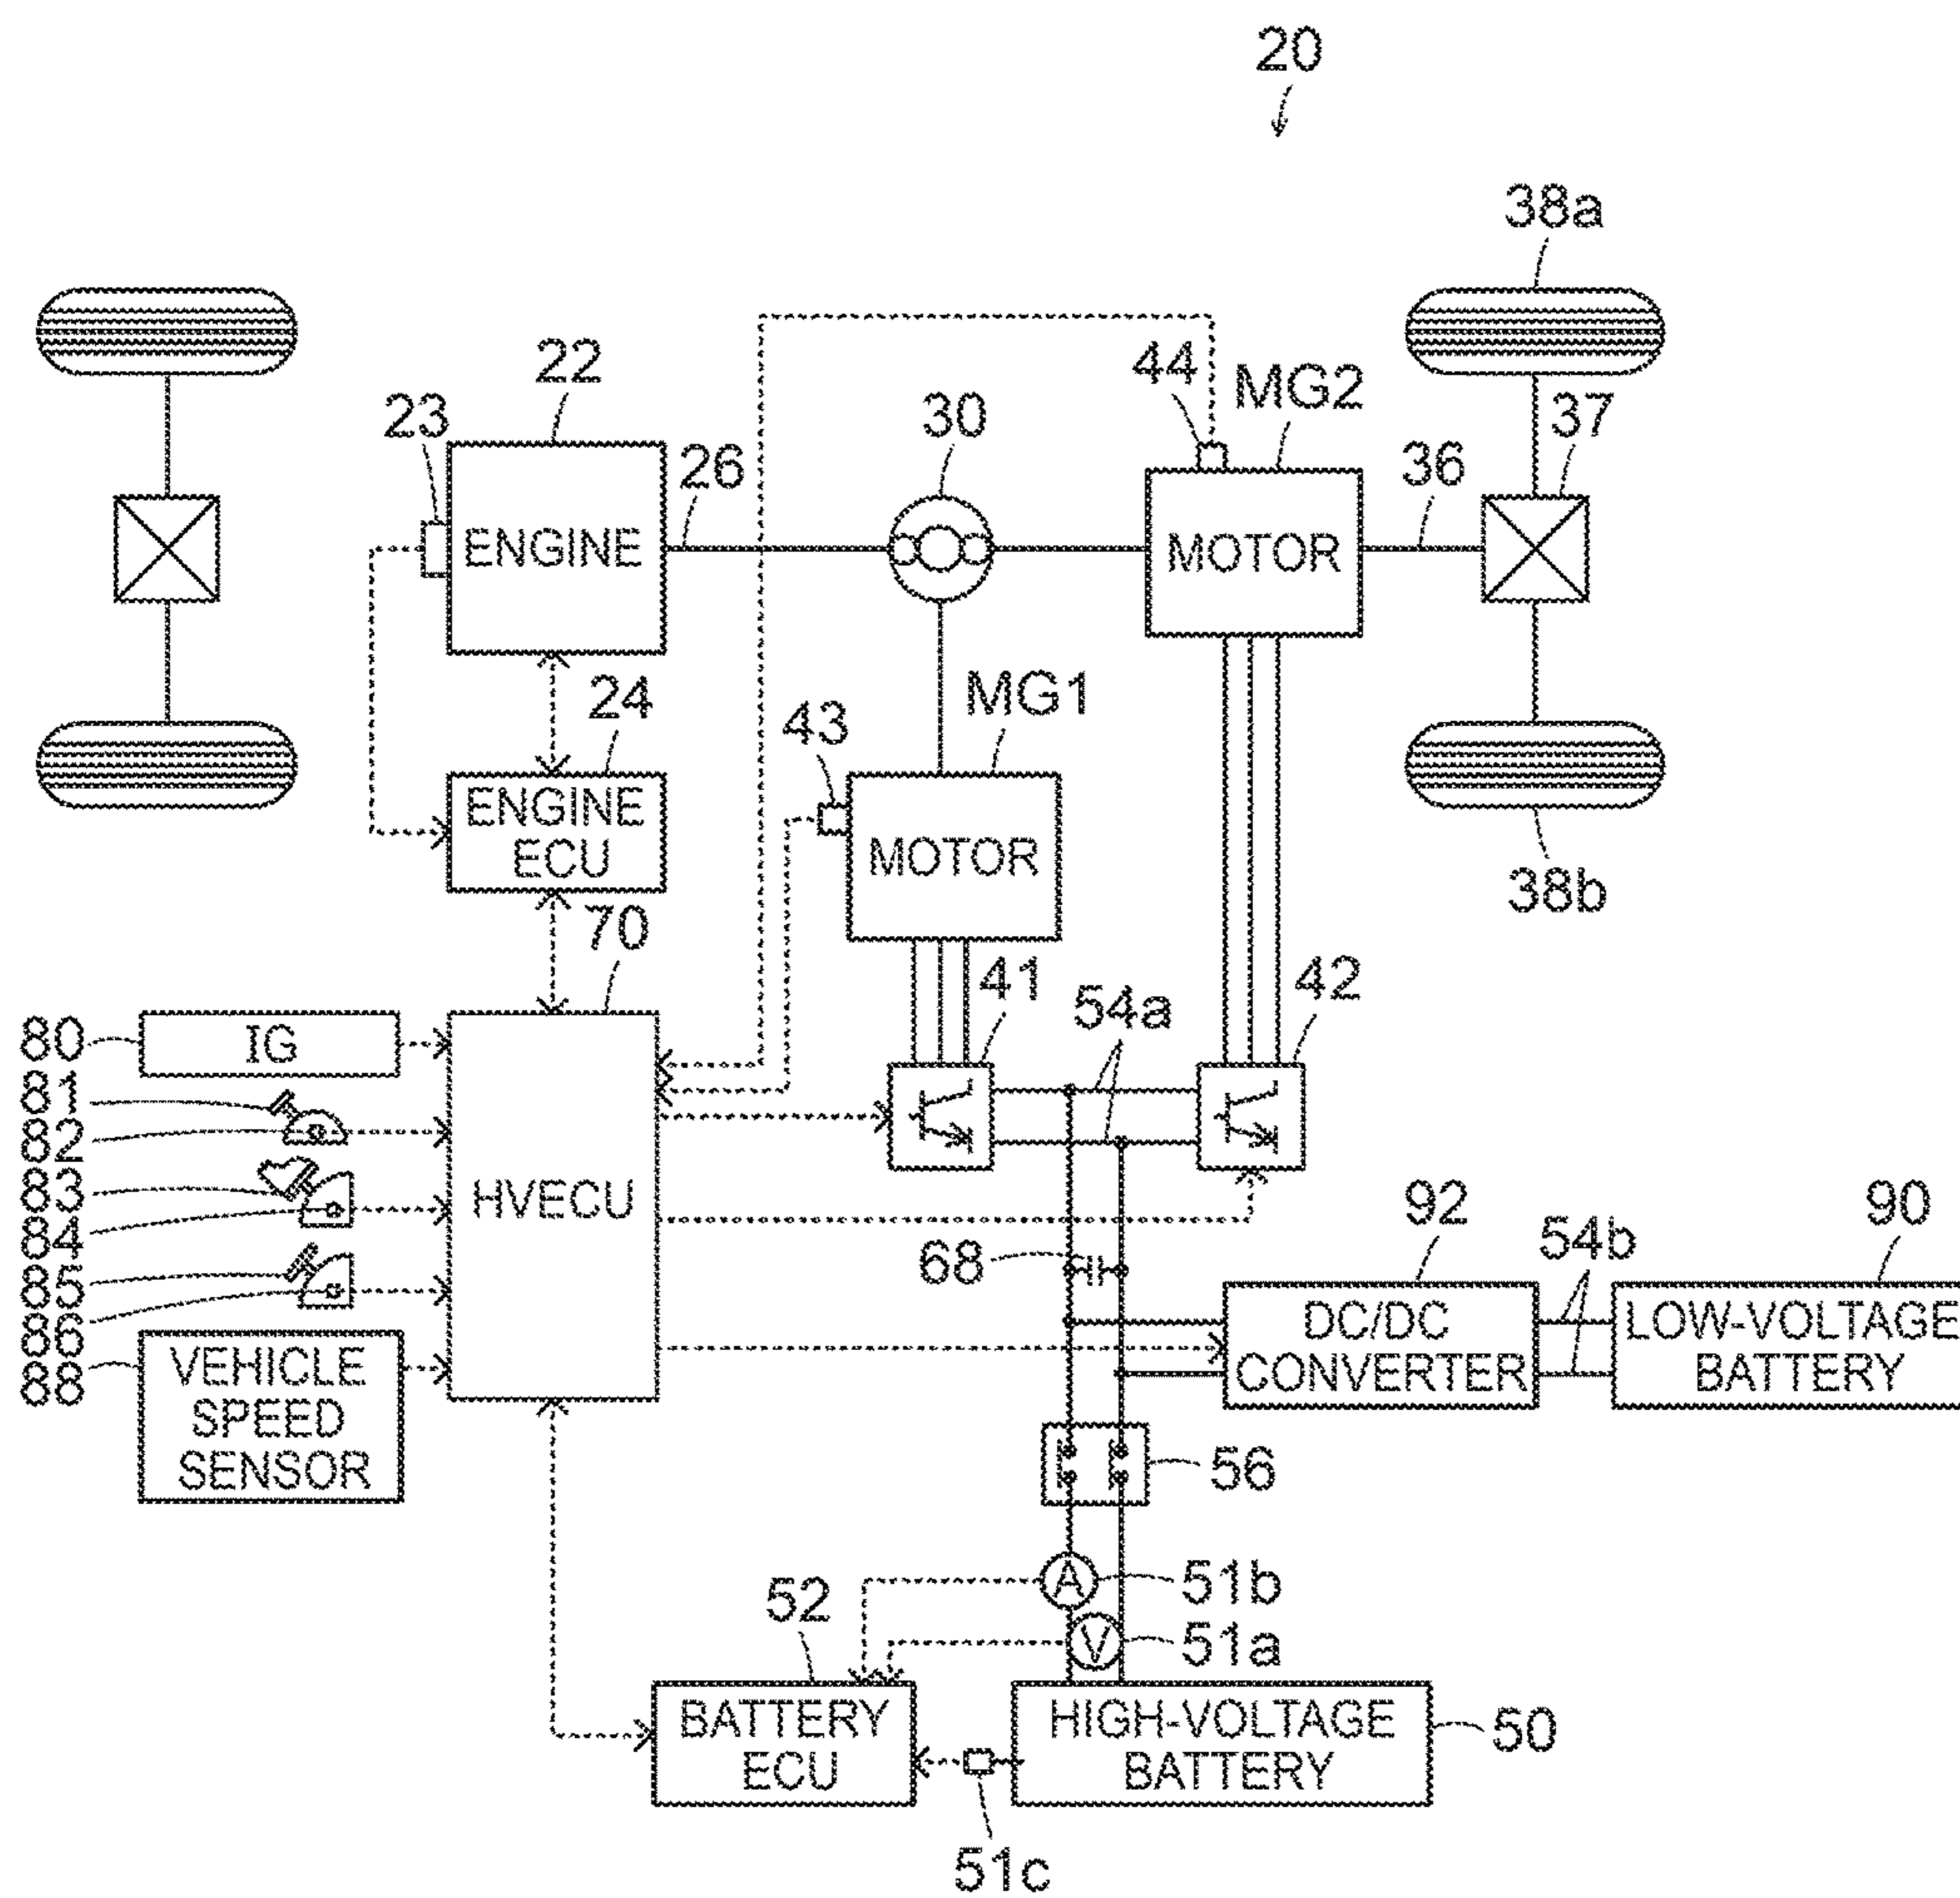 20
38a
22
44
MG2
23
30
37
26
36
ENGINE
MOTOR
24
MG1
43
ENGINE
ECU
MOTOR
38b
70
41
42
54a
80
IG
81
82
83
84
85
86
88
HVECU
VEHICLE
SPEED
SENSOR
68
92
54b
90
DC/DC
CONVERTER
LOW-VOLTAGE
BATTERY
56
A
51b
52
V
51a
BATTERY
ECU
HIGH-VOLTAGE
BATTERY
50
51c